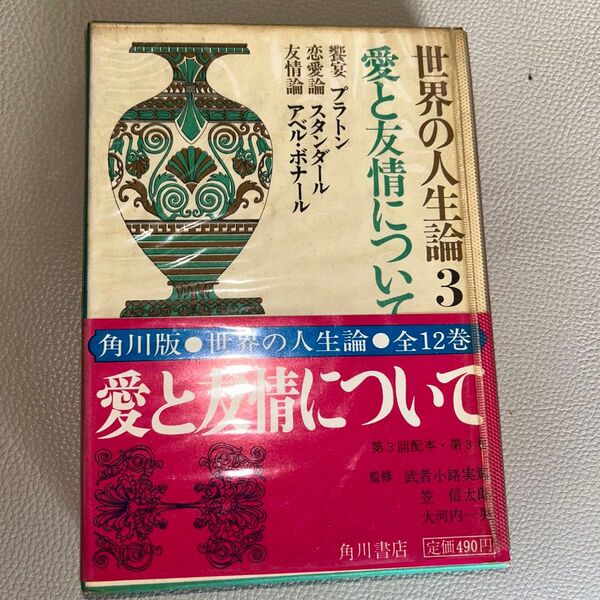 世界の人生論 3
愛と友情について
饗宴 プラトン
恋愛論 スタンダール
友情論 アベル・ボナール
角川版●世界の人生論●全12巻
愛と友情について
第3回配本・第3
監修 武者小路実篤
笠 信太郎
大河内一男
角川書店 定価490円